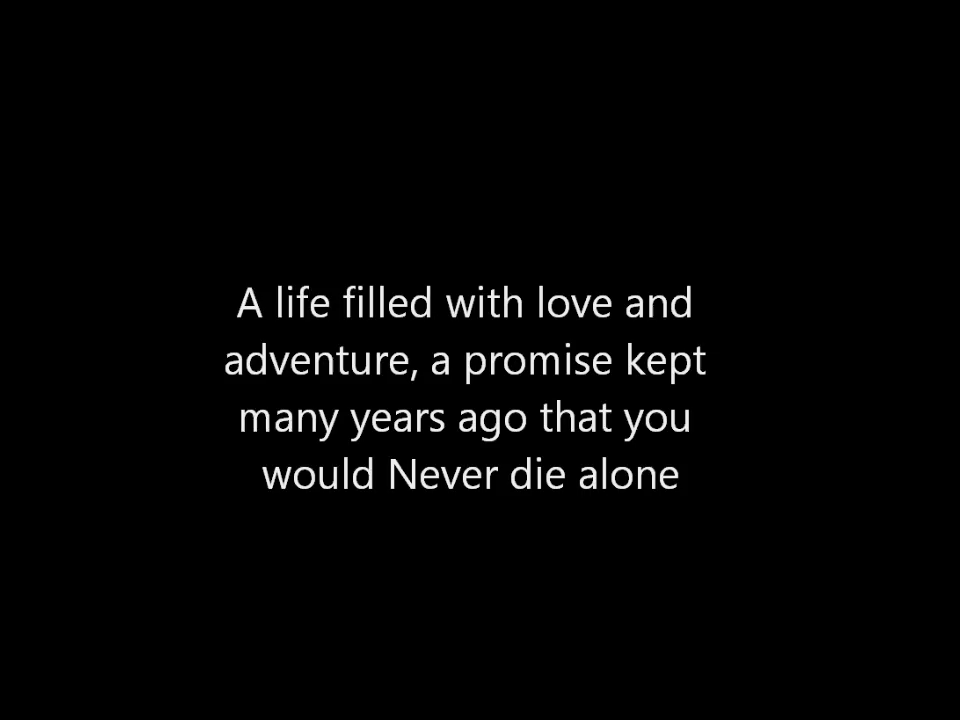 A life filled with love and
adventure, a promise kept
many years ago that you
would Never die alone